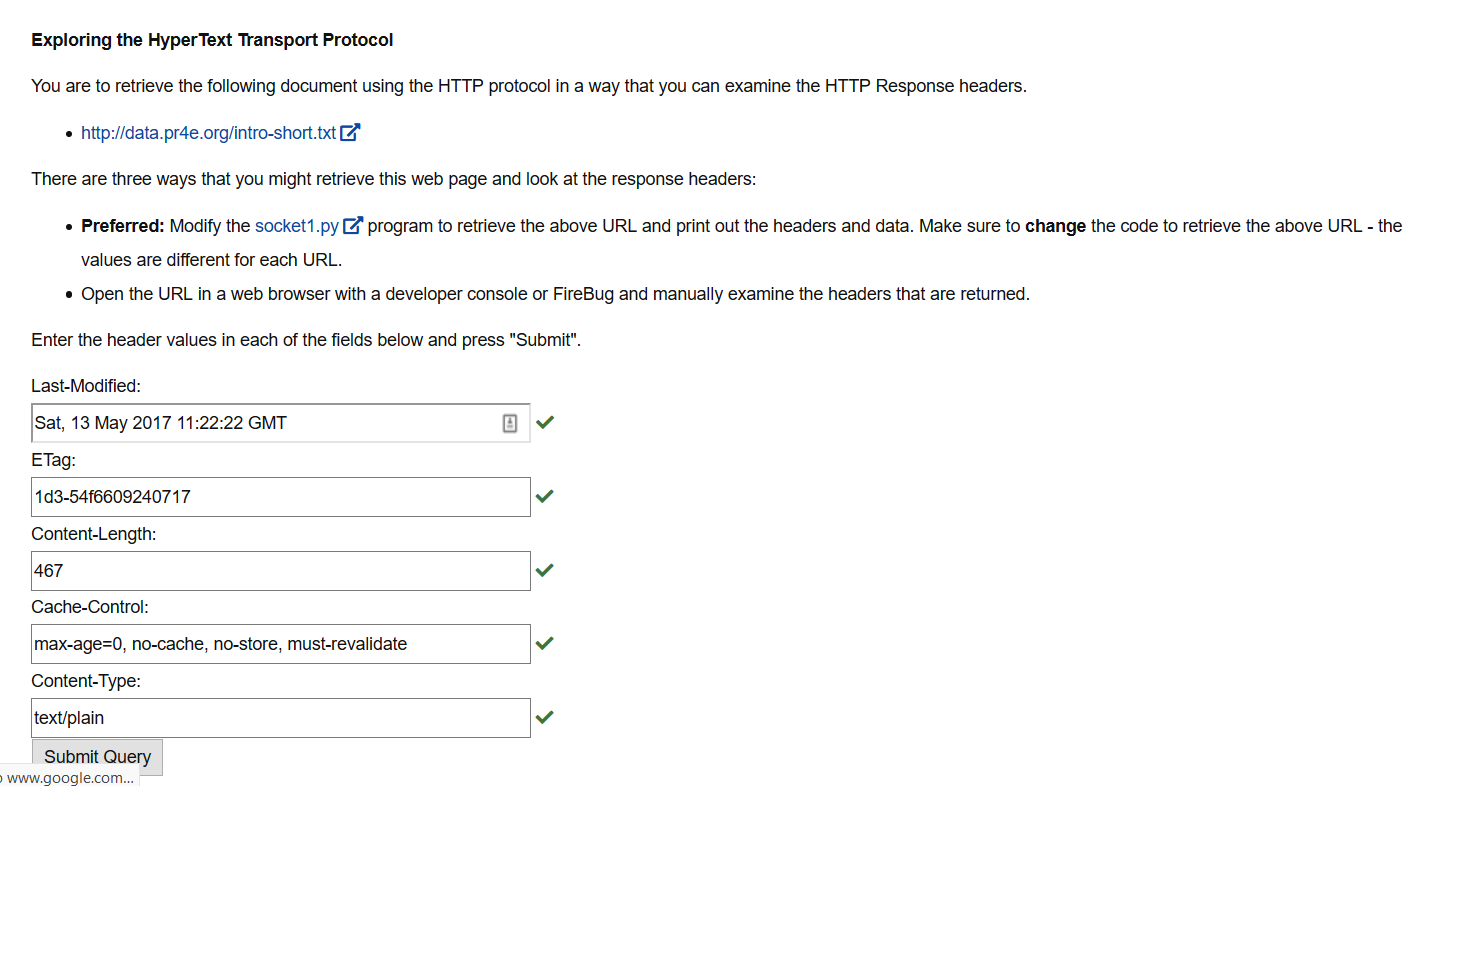 Exploring the HyperText Transport Protocol
You are to retrieve the following document using the HTTP protocol in a way that you can examine the HTTP Response headers.
http://data.pr4e.org/intro-short.txt
There are three ways that you might retrieve this web page and look at the response headers:
Preferred: Modify the socket1.py program to retrieve the above URL and print out the headers and data. Make sure to change the code to retrieve the above URL - the
values are different for each URL.
Open the URL in a web browser with a developer console or FireBug and manually examine the headers that are returned.
Enter the header values in each of the fields below and press "Submit".
Last-Modified:
Sat, 13 May 2017 11:22:22 GMT
ETag:
1d3-54f6609240717
Content-Length:
467
Cache-Control:
max-age=0, no-cache, no-store, must-revalidate
Content-Type:
text/plain
Submit Query
www.google.com...